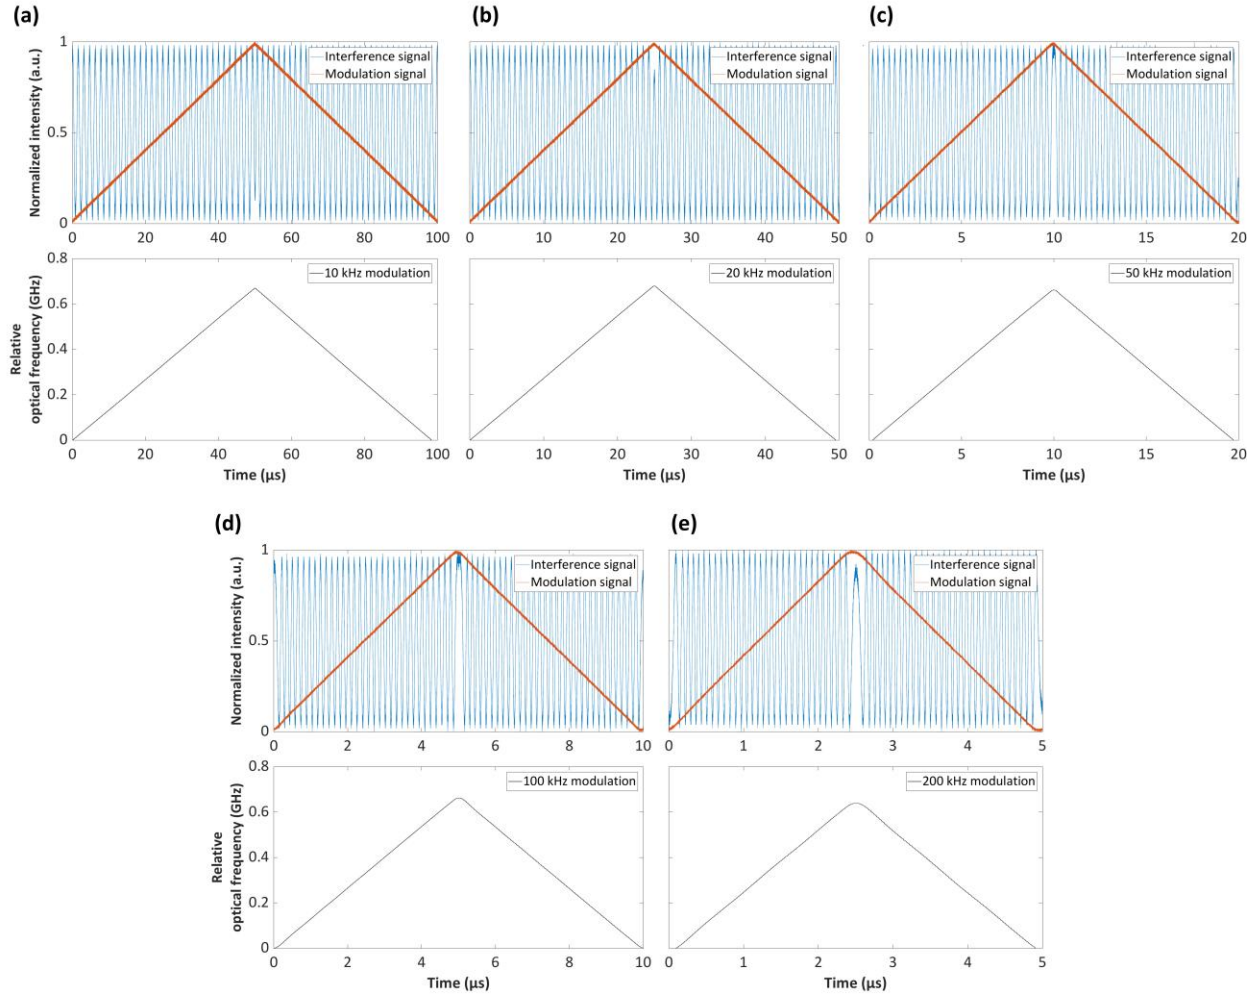 (a)
(b)
(c)
Normalized intensity (a.u.)
1
0.5
0
Interference signal
Modulation signal
0 20 40 60 80 100
Interference signal
Modulation signal
0 10 20 30 40 50
Interference signal
Modulation signal
0 5 10 15 20
Relative
optical frequency (GHz)
0.8
0.6
0.4
0.2
0
10 kHz modulation
0 20 40 60 80 100
Time (µs)
20 kHz modulation
0 10 20 30 40 50
Time (µs)
50 kHz modulation
0 5 10 15 20
Time (µs)
(d)
(e)
Normalized intensity (a.u.)
1
0.5
0
Interference signal
Modulation signal
0 2 4 6 8 10
Interference signal
Modulation signal
0 1 2 3 4 5
Relative
optical frequency (GHz)
0.8
0.6
0.4
0.2
0
100 kHz modulation
0 2 4 6 8 10
Time (µs)
200 kHz modulation
0 1 2 3 4 5
Time (µs)